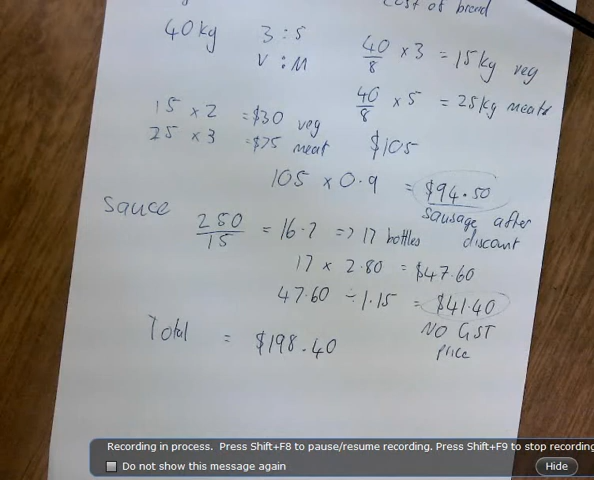 cost of bread
40kg 3:5 40/8 × 3 = 15kg veg
V:M
40/8 × 5 = 25kg meat
15 × 2 = $30 veg
25 × 3 = $75 meat $105
105 × 0.9 = $94.50
sausage after discount
Sauce 250/15 = 16.7 => 17 bottles
17 × 2.80 = $47.60
47.60 ÷ 1.15 = $41.40
NO GST
price
Total = $198.40
Recording in process. Press Shift+F8 to pause/resume recording. Press Shift+F9 to stop recording
Do not show this message again
Hide